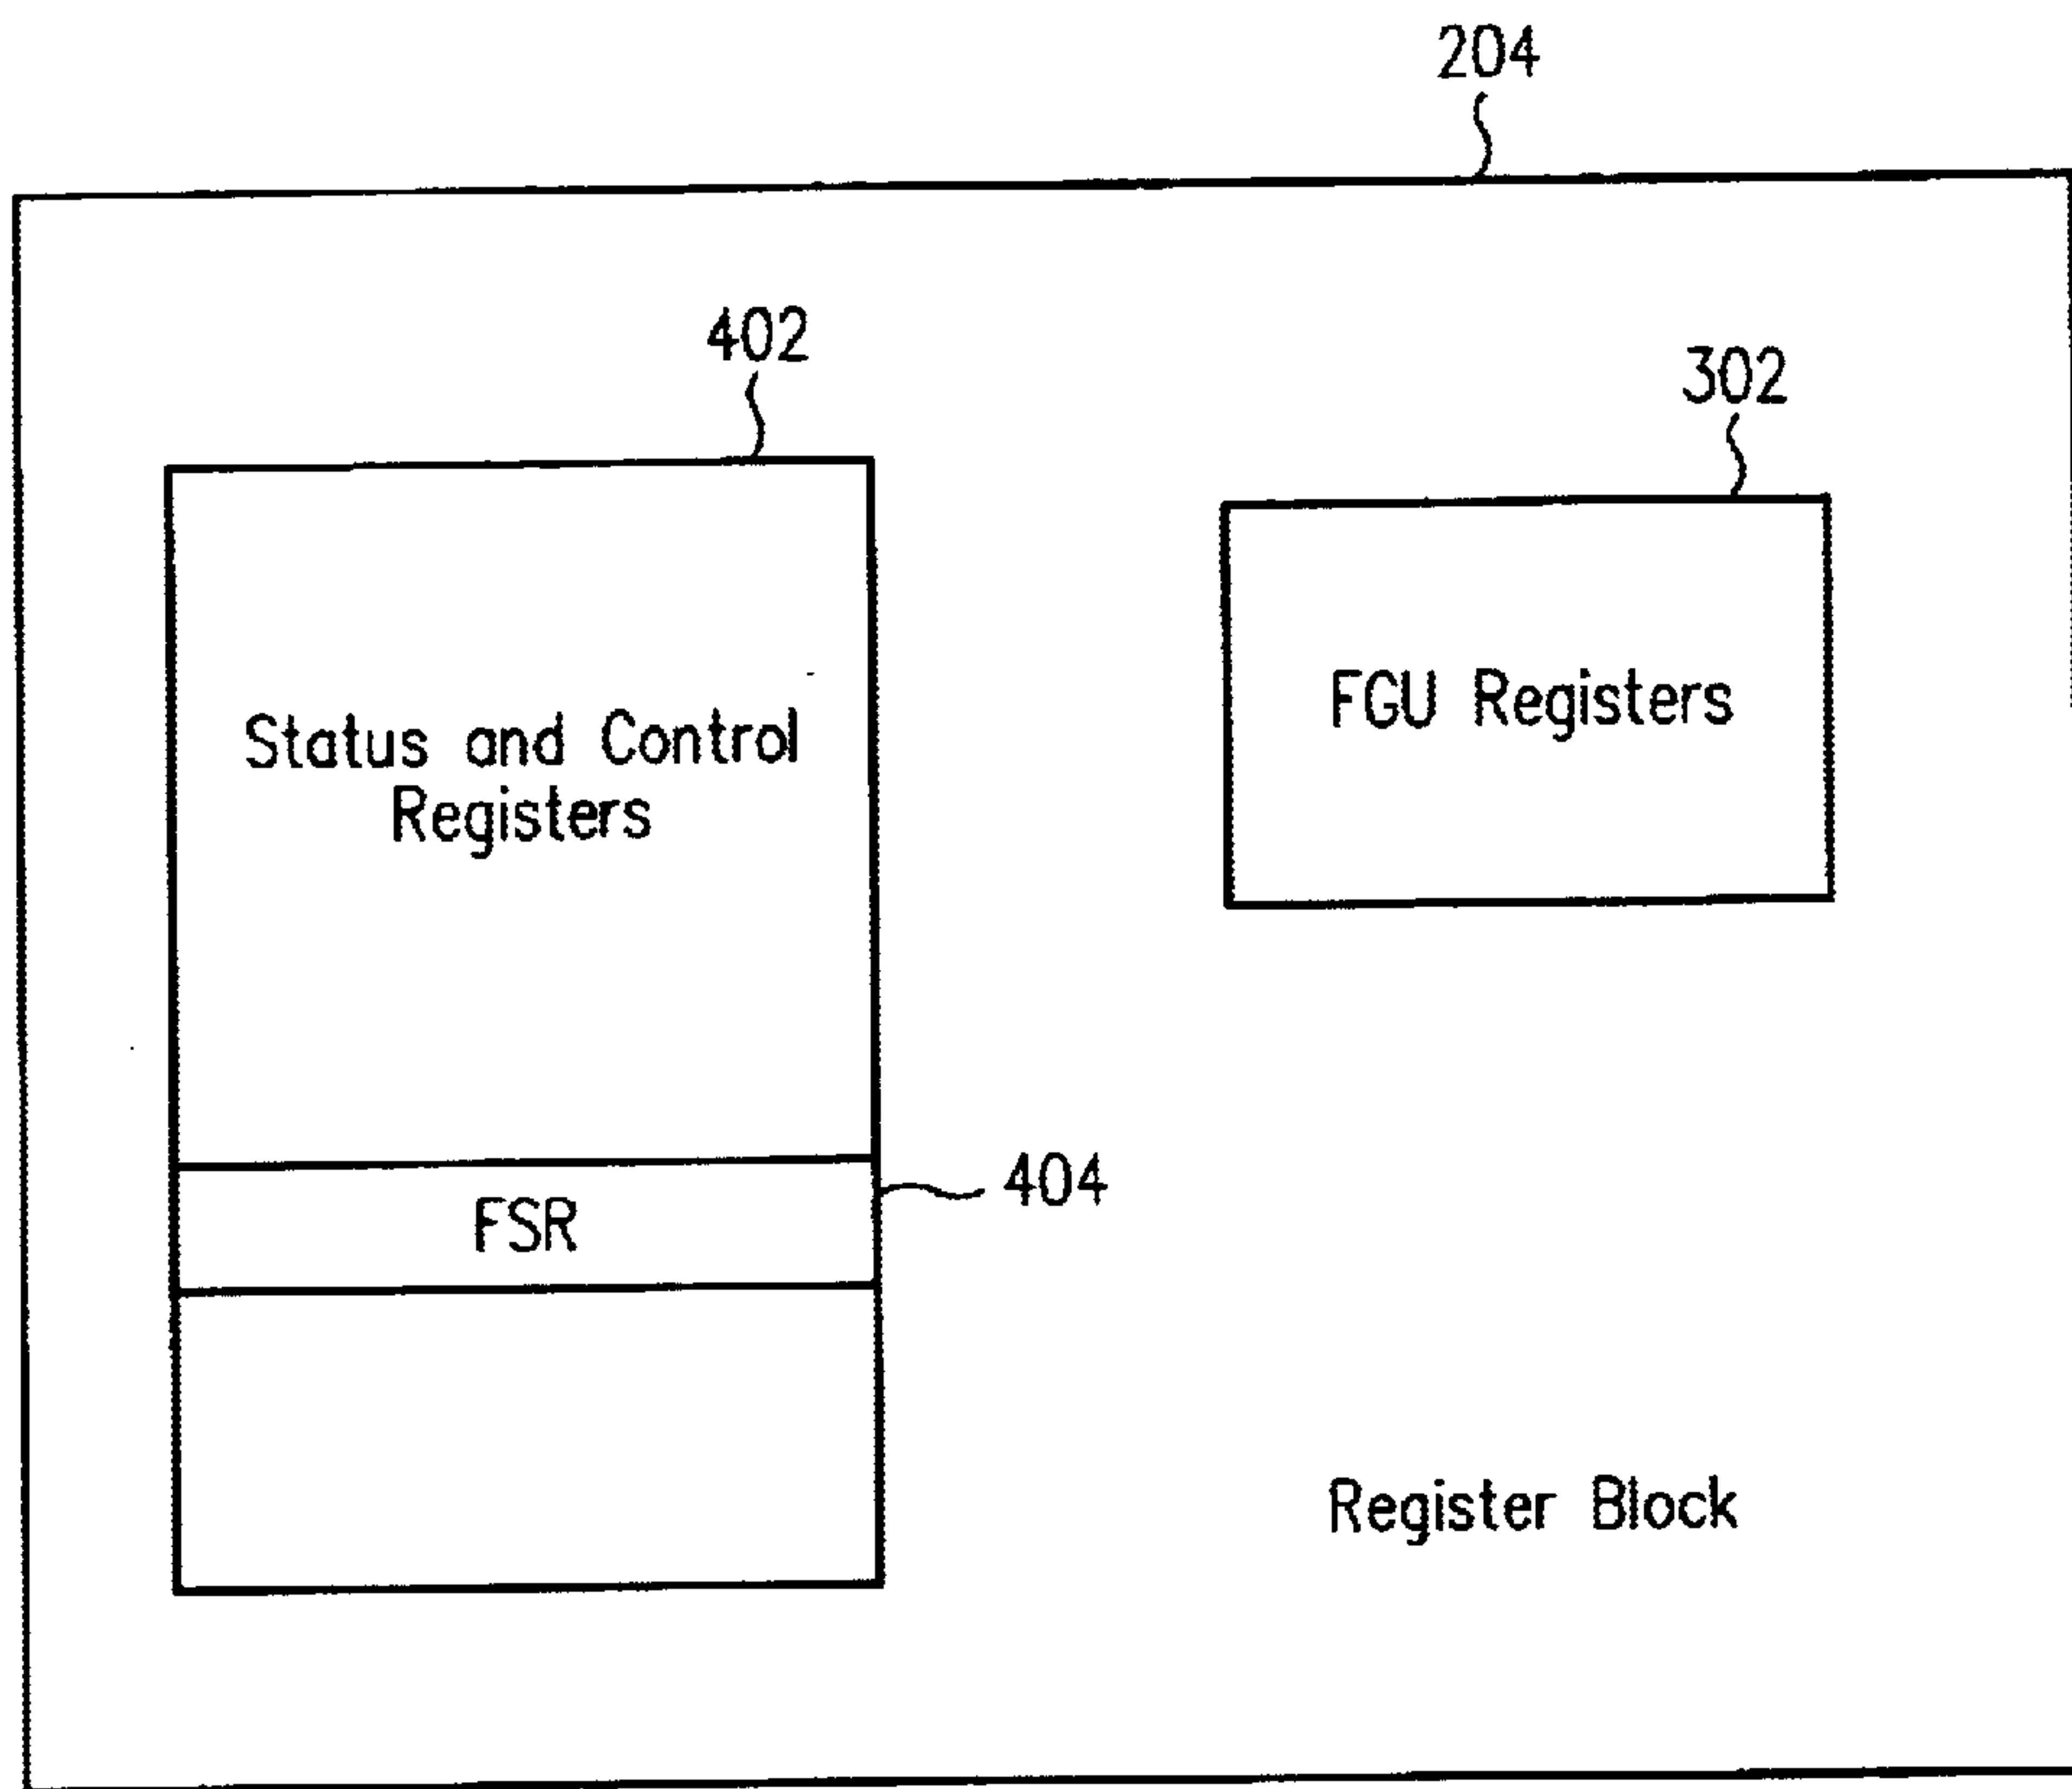 204
402
302
Status and Control
Registers
FGU Registers
404
FSR
Register Block